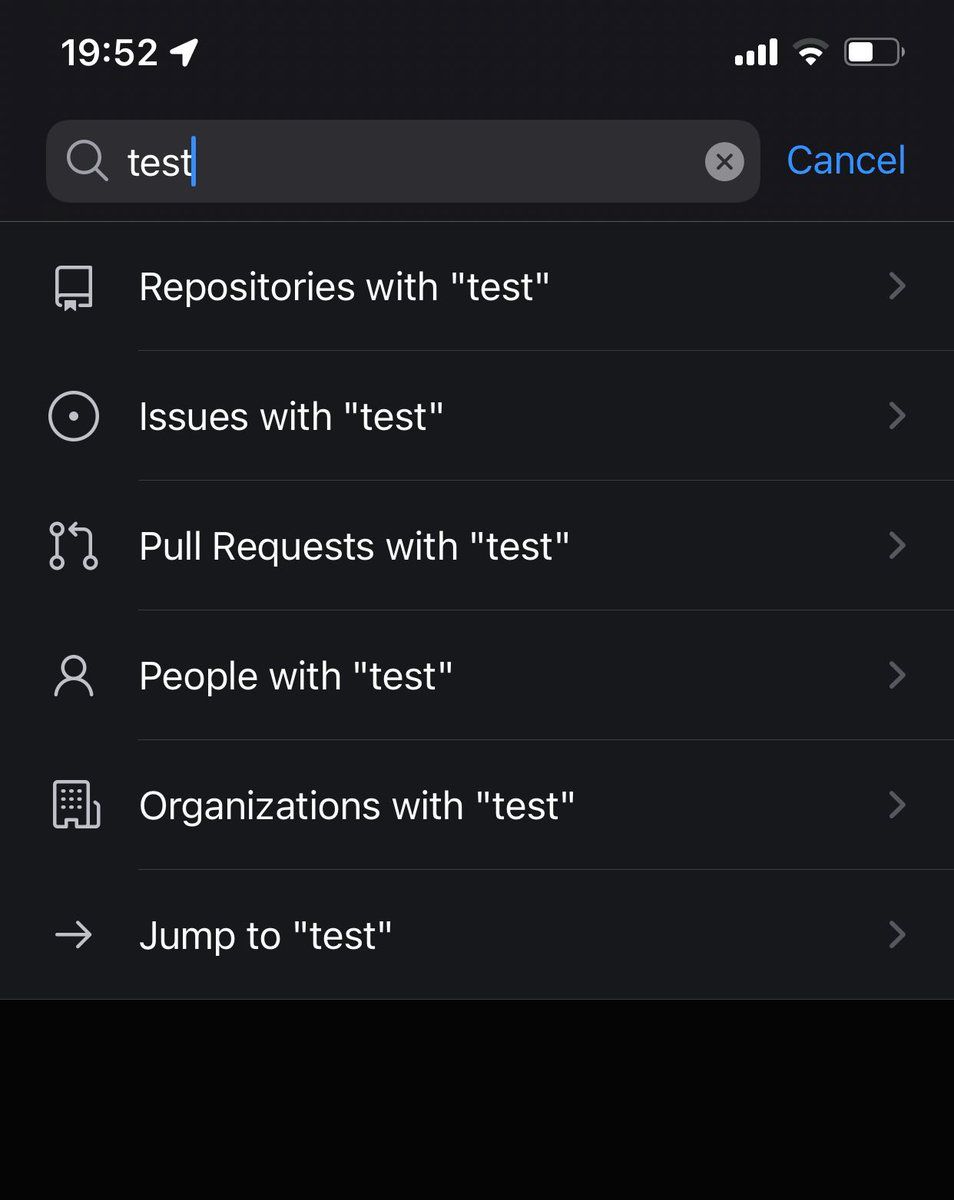 19:52
test
Cancel
Repositories with "test"
Issues with "test"
Pull Requests with "test"
People with "test"
Organizations with "test"
Jump to "test"